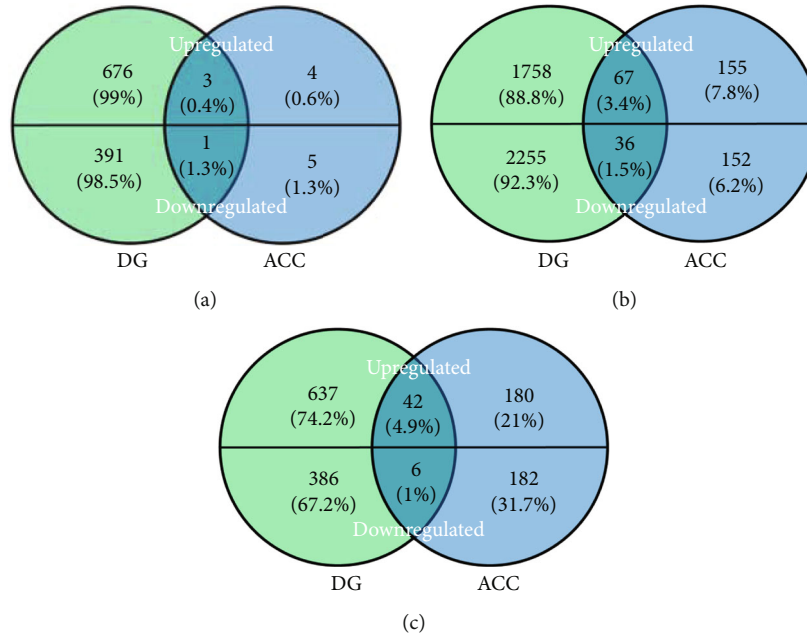 Upregulated
676
(99%)
3
(0.4%)
4
(0.6%)
391
(98.5%)
1
(1.3%)
5
(1.3%)
Downregulated
DG
ACC
(a)
Upregulated
1758
(88.8%)
67
(3.4%)
155
(7.8%)
2255
(92.3%)
36
(1.5%)
152
(6.2%)
Downregulated
DG
ACC
(b)
Upregulated
637
(74.2%)
42
(4.9%)
180
(21%)
386
(67.2%)
6
(1%)
182
(31.7%)
Downregulated
DG
ACC
(c)